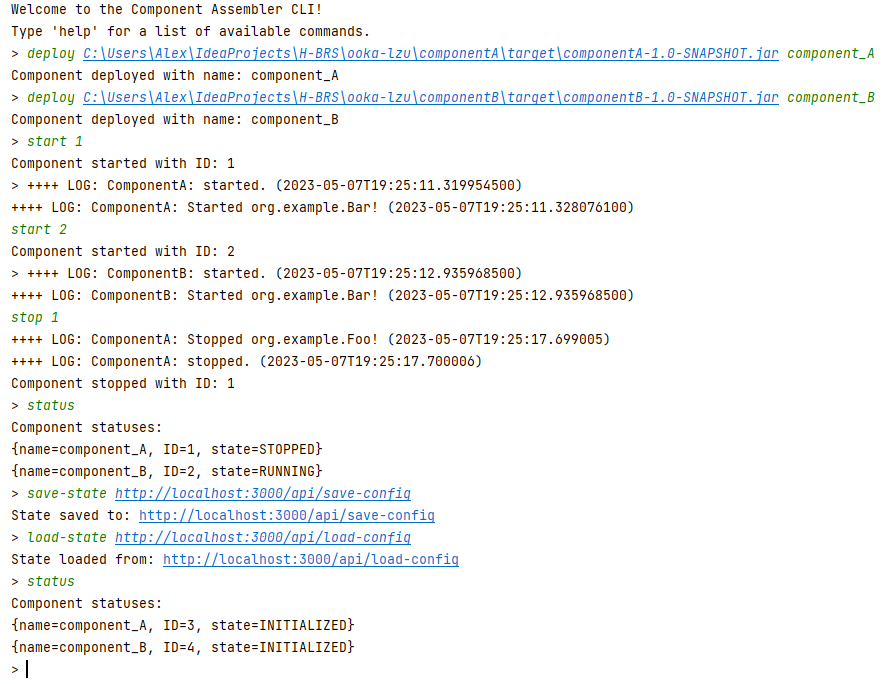 Welcome to the Component Assembler CLI!
Type 'help' for a list of available commands.
> deploy C:\Users\Alex\IdeaProjects\H-BRS\ooka-lzu\componentA\target\componentA-1.0-SNAPSHOT.jar component_A
Component deployed with name: component_A
> deploy C:\Users\Alex\IdeaProjects\H-BRS\ooka-lzu\componentB\target\componentB-1.0-SNAPSHOT.jar component_B
Component deployed with name: component_B
> start 1
Component started with ID: 1
> ++++ LOG: ComponentA: started. (2023-05-07T19:25:11.319954500)
++++ LOG: ComponentA: Started org.example.Bar! (2023-05-07T19:25:11.328076100)
start 2
Component started with ID: 2
> ++++ LOG: ComponentB: started. (2023-05-07T19:25:12.935968500)
++++ LOG: ComponentB: Started org.example.Bar! (2023-05-07T19:25:12.935968500)
stop 1
++++ LOG: ComponentA: Stopped org.example.Foo! (2023-05-07T19:25:17.699005)
++++ LOG: ComponentA: stopped. (2023-05-07T19:25:17.700006)
Component stopped with ID: 1
> status
Component statuses:
{name=component_A, ID=1, state=STOPPED}
{name=component_B, ID=2, state=RUNNING}
> save-state http://localhost:3000/api/save-config
State saved to: http://localhost:3000/api/save-config
> load-state http://localhost:3000/api/load-config
State loaded from: http://localhost:3000/api/load-config
> status
Component statuses:
{name=component_A, ID=3, state=INITIALIZED}
{name=component_B, ID=4, state=INITIALIZED}
>